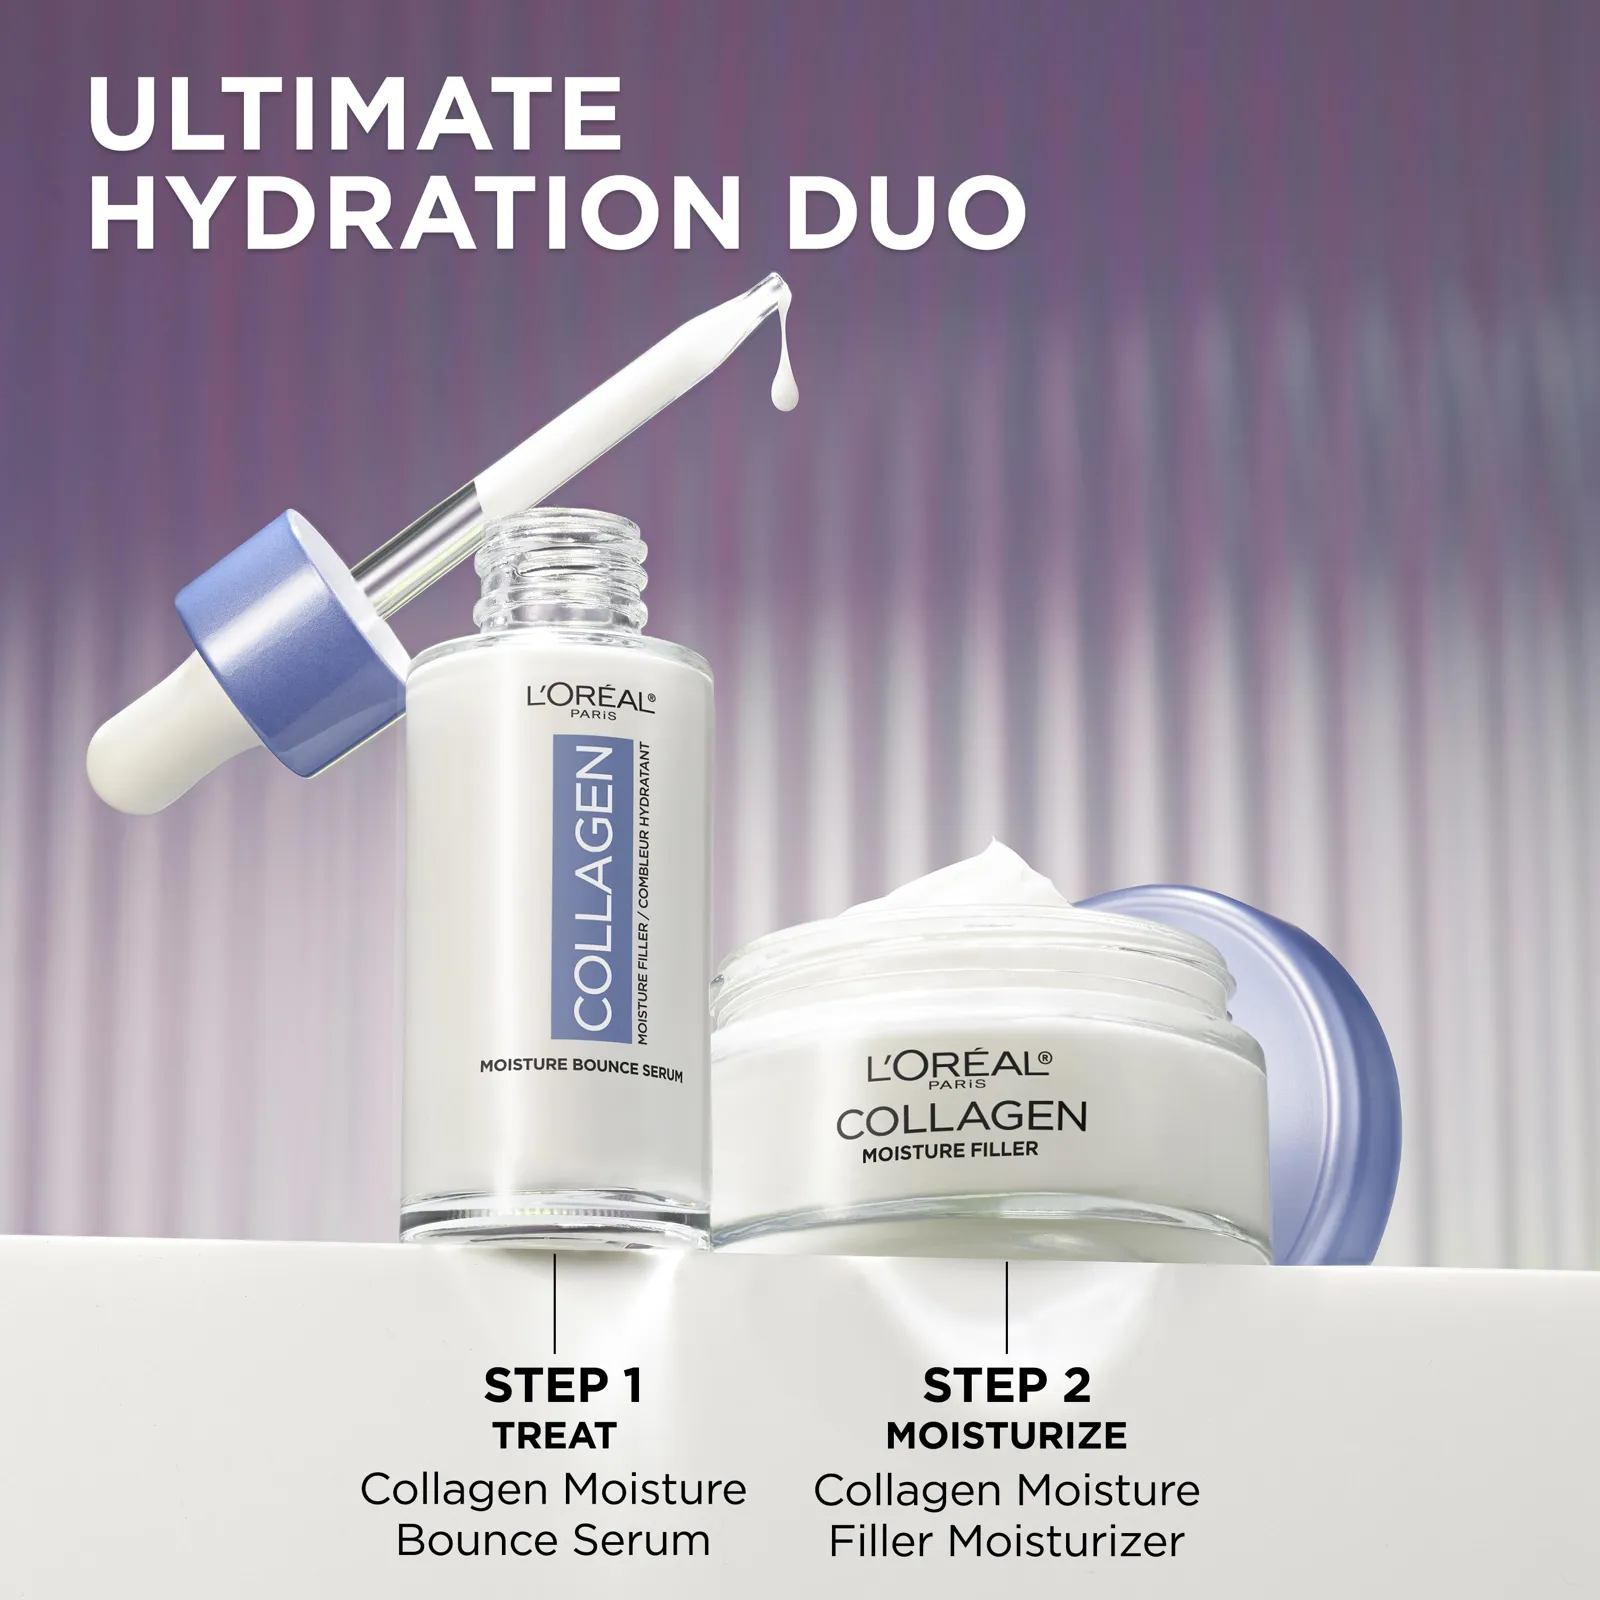 ULTIMATE
HYDRATION DUO
L'ORÉAL®
PARiS
COLLAGEN
MOISTURE FILLER / COMBLEUR HYDRATANT
MOISTURE BOUNCE SERUM
L'ORÉAL®
PARiS
COLLAGEN
MOISTURE FILLER
STEP 1
TREAT
Collagen Moisture
Bounce Serum
STEP 2
MOISTURIZE
Collagen Moisture
Filler Moisturizer